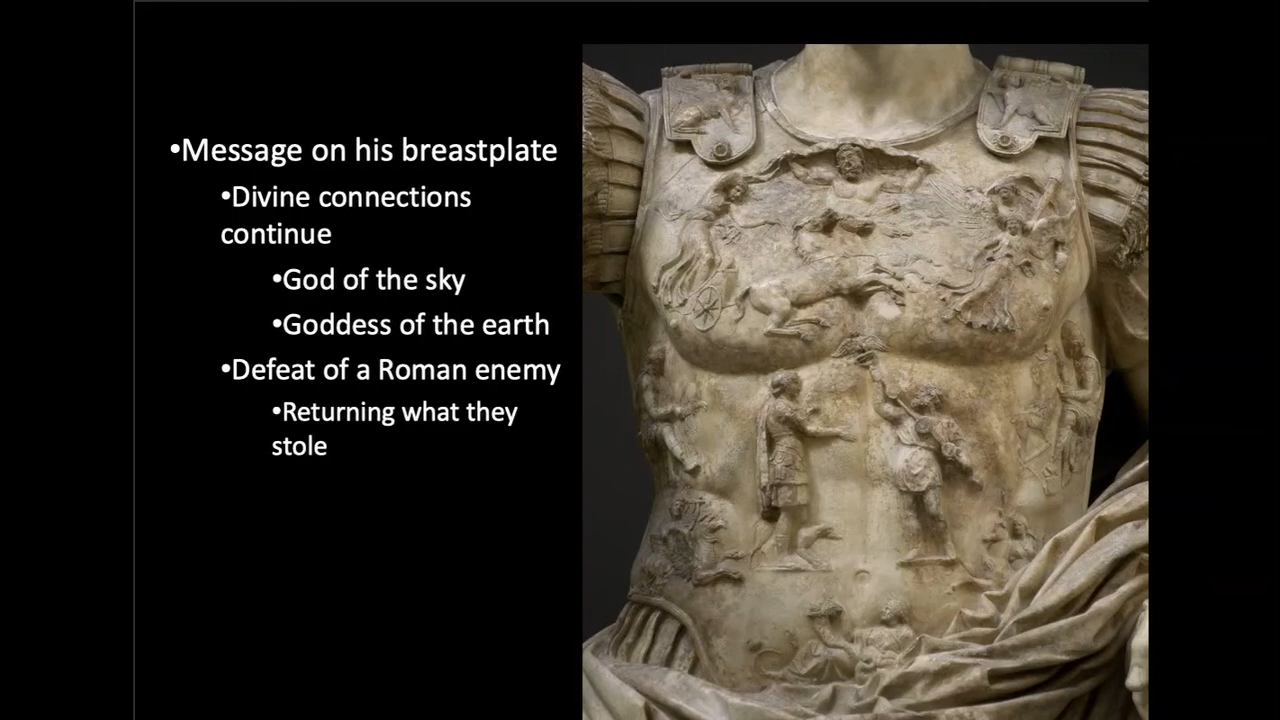 •Message on his breastplate
•Divine connections
continue
•God of the sky
•Goddess of the earth
•Defeat of a Roman enemy
•Returning what they
stole